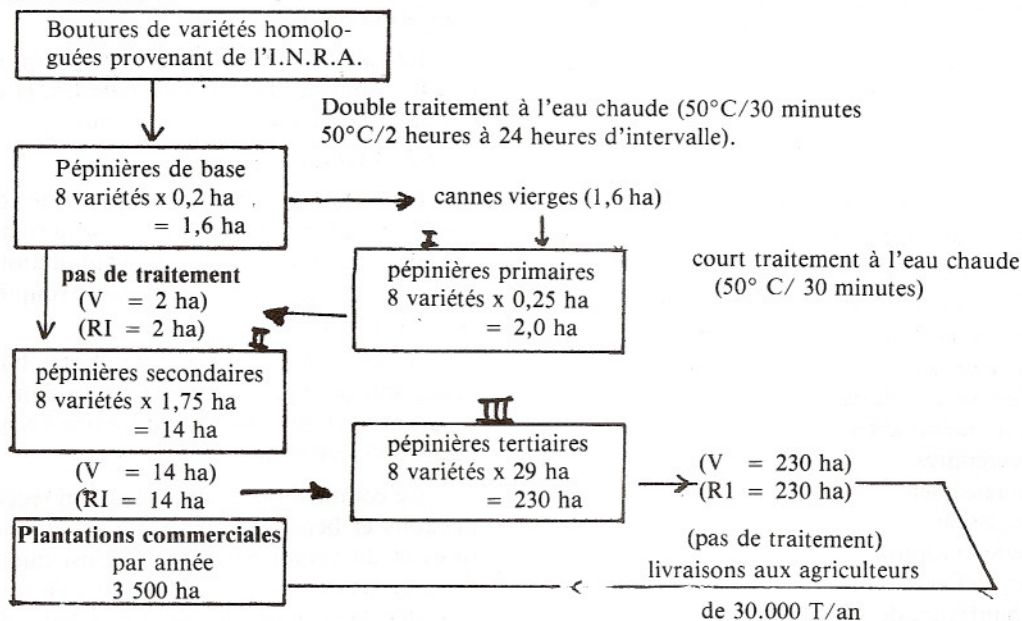 Boutures de variétés homolo-
guées provenant de l'I.N.R.A.
Double traitement à l'eau chaude (50°C/30 minutes
50°C/2 heures à 24 heures d'intervalle).
Pépinières de base
8 variétés x 0,2 ha
= 1,6 ha
cannes vierges (1,6 ha)
I
pépinières primaires
8 variétés x 0,25 ha
= 2,0 ha
court traitement à l'eau chaude
(50° C/ 30 minutes)
pas de traitement
(V = 2 ha)
(RI = 2 ha)
II
pépinières secondaires
8 variétés x 1,75 ha
= 14 ha
(V = 14 ha)
(RI = 14 ha
III
pépinières tertiaires
8 variétés x 29 ha
= 230 ha
(V = 230 ha)
(R1 = 230 ha)
Plantations commerciales
par année
3 500 ha
(pas de traitement)
livraisons aux agriculteurs
de 30.000 T/an